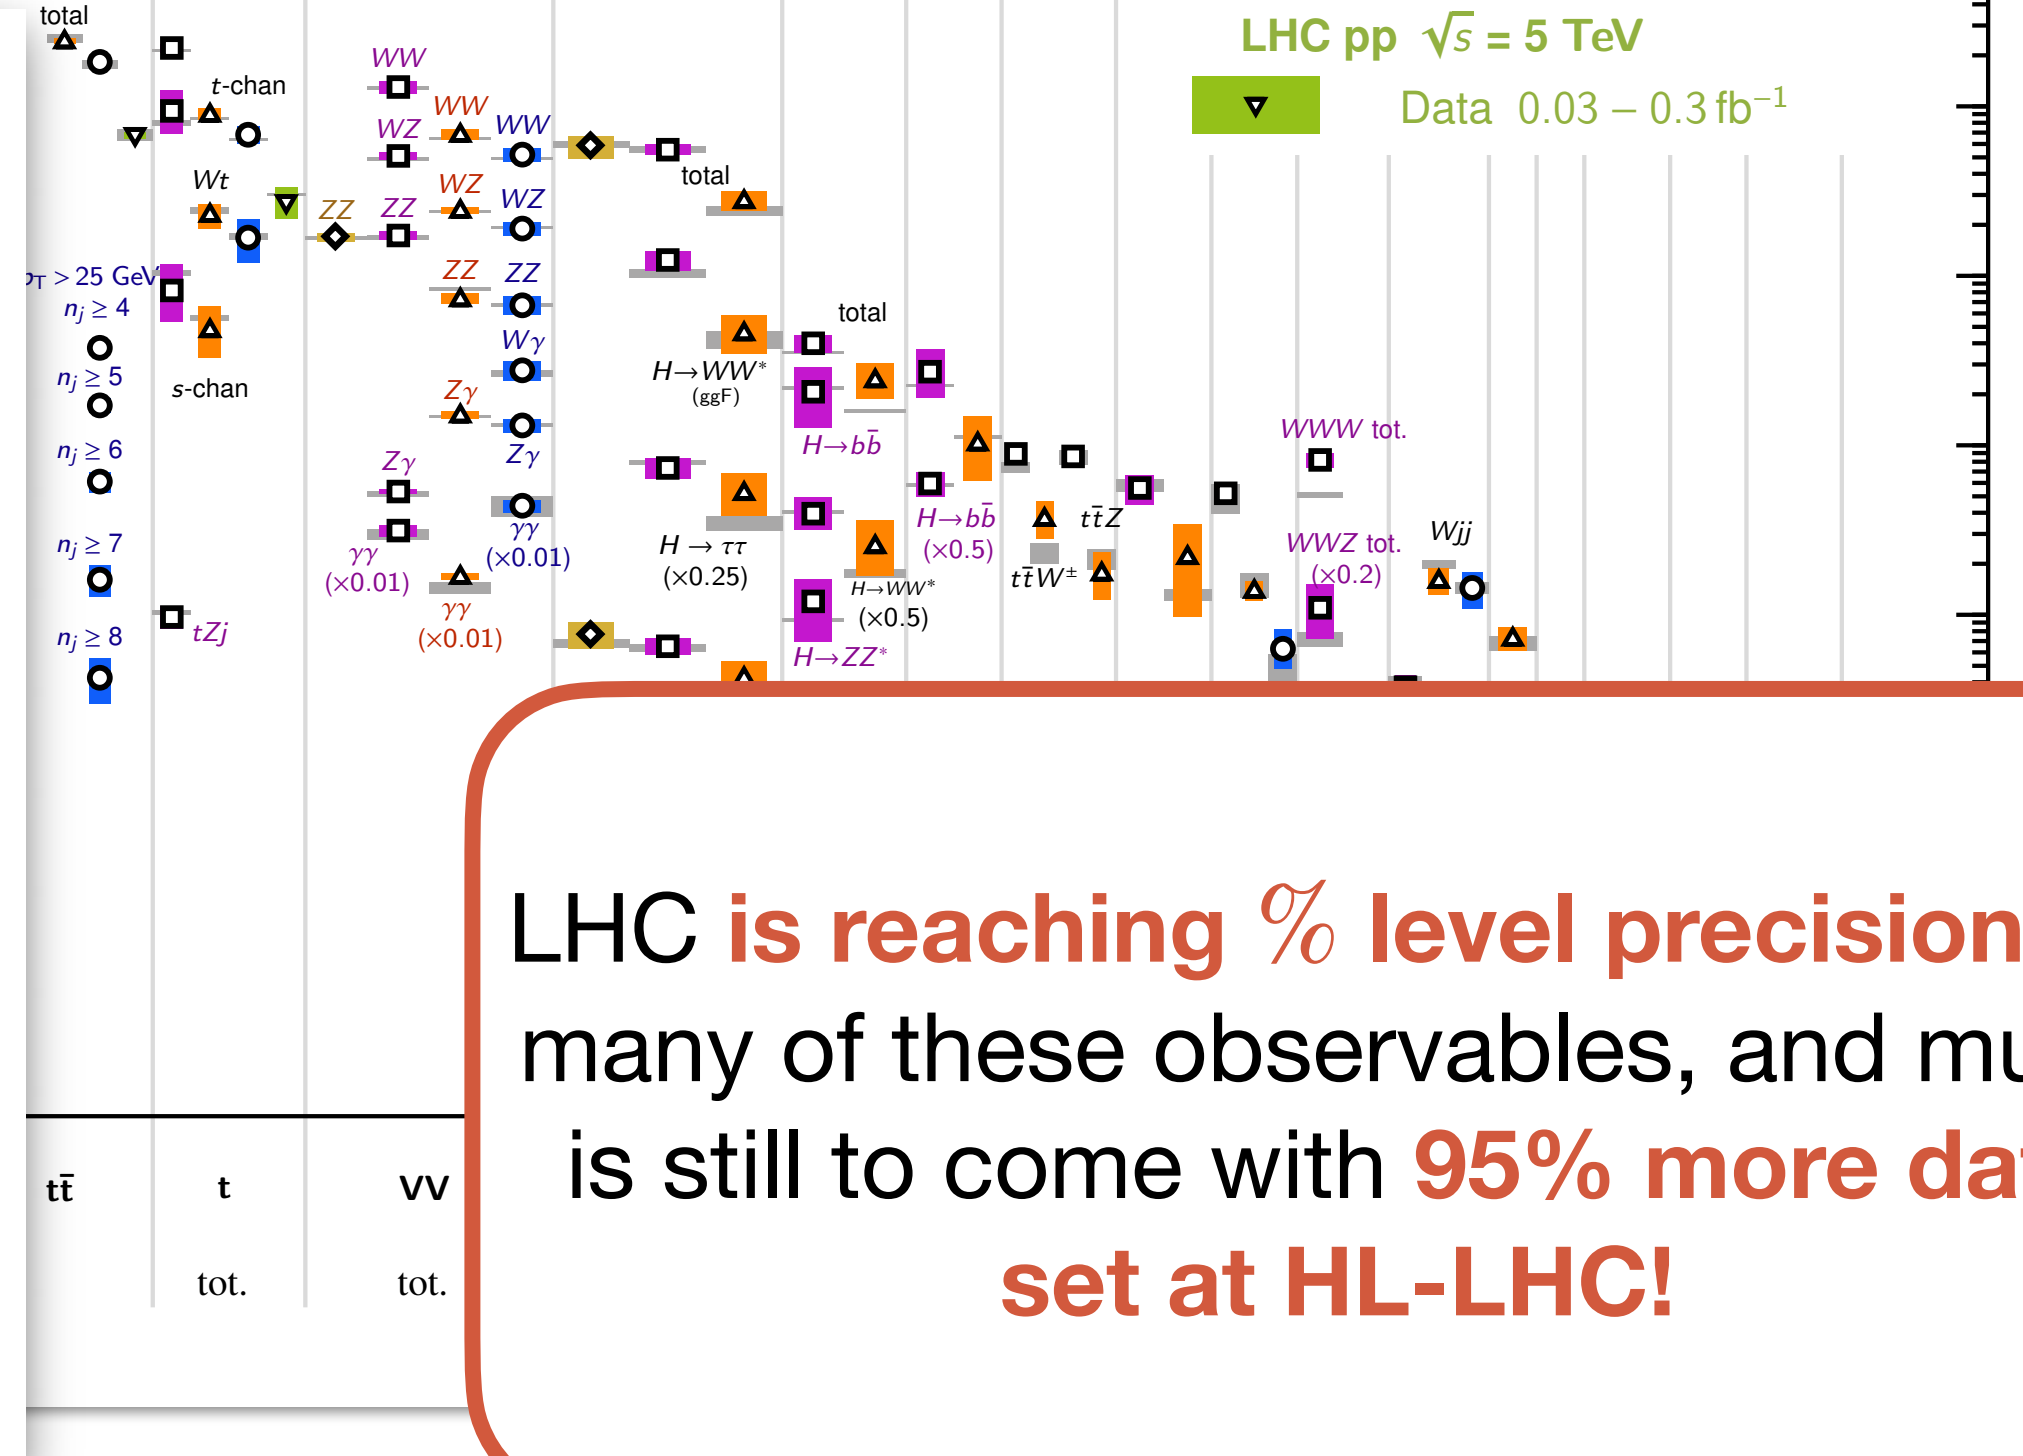 total
LHC pp √s = 5 TeV
WW
t-chan
WW
Data 0.03 – 0.3 fb⁻¹
WZ
WW
total
Wt
WZ
WZ
ZZ
ZZ
ZZ
ZZ
> 25 GeV
nj ≥ 4
total
Wγ
H→WW*
(ggF)
nj ≥ 5
s-chan
Zγ
WWW tot.
H→bb̄
nj ≥ 6
Zγ
Zγ
H→bb̄
(×0.5)
tt̄Z
γγ
(×0.01)
Wjj
nj ≥ 7
H → ττ
(×0.25)
WWZ tot.
(×0.2)
γγ
(×0.01)
tt̄W±
H→WW*
(×0.5)
γγ
(×0.01)
nj ≥ 8
tZj
H→ZZ*
LHC is reaching % level precision
many of these observables, and mu
is still to come with 95% more da
set at HL-LHC!
tt̄
t
VV
tot.
tot.